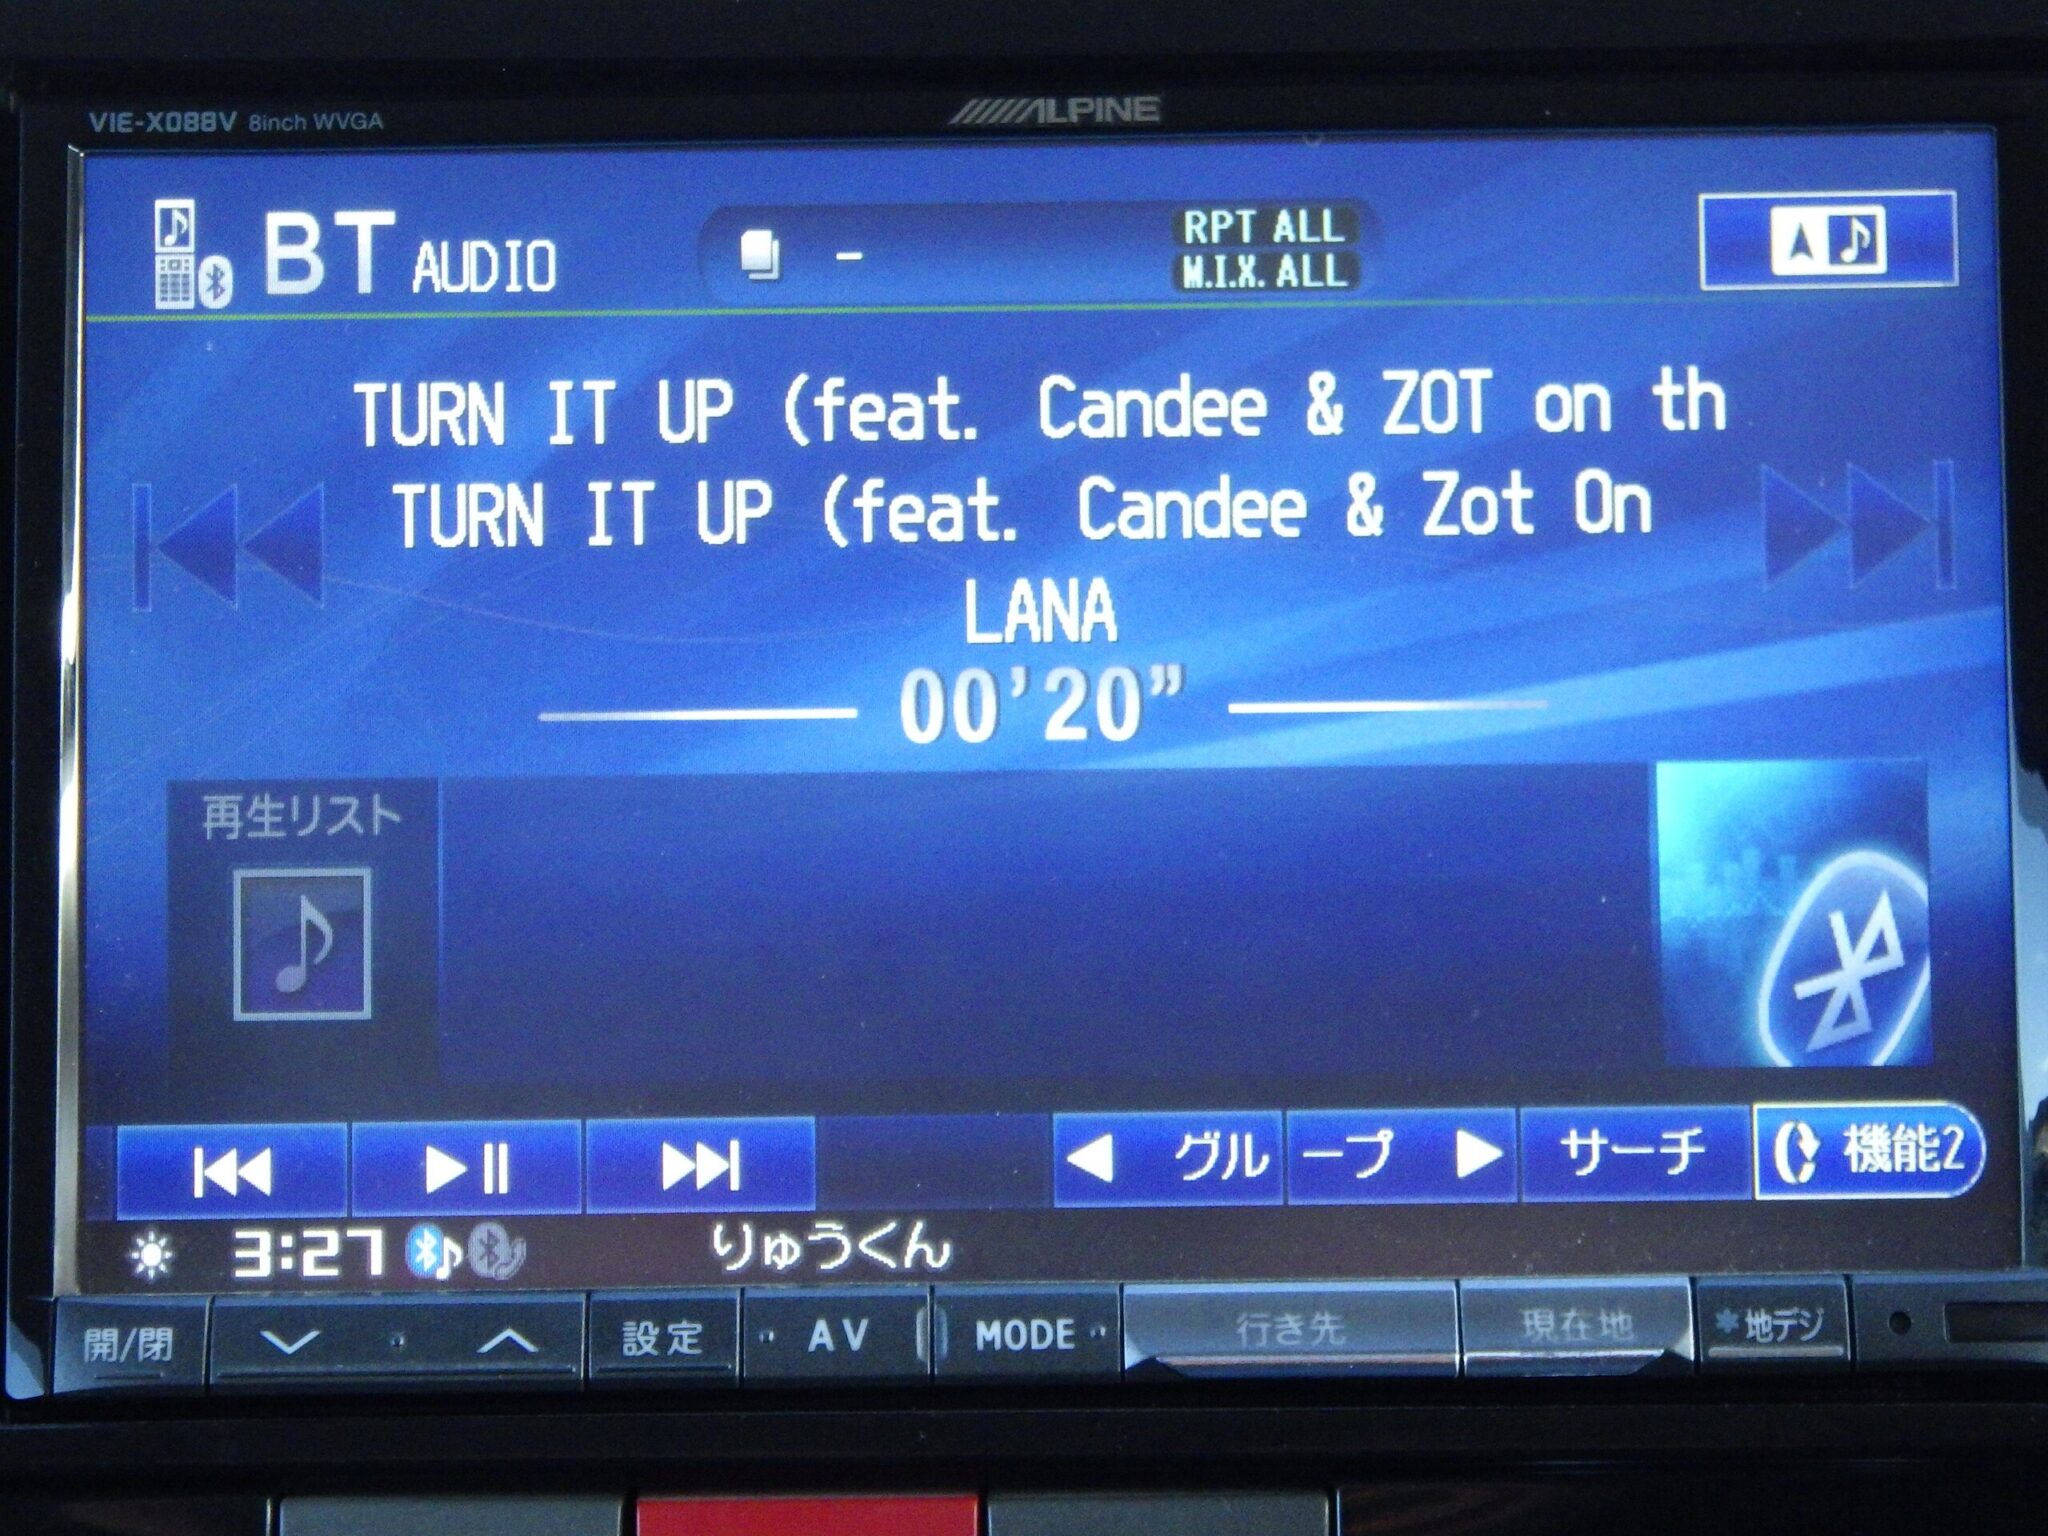 VIE-X088V 8inch WVGA
ALPINE
BT AUDIO
–
RPT ALL
M.I.X. ALL
TURN IT UP (feat. Candee & ZOT on th
TURN IT UP (feat. Candee & Zot On
LANA
00'20"
再生リスト
グループ
サーチ
機能2
3:27
りゅうくん
開/閉
設定
AV
MODE
行き先
現在地
*地デジ